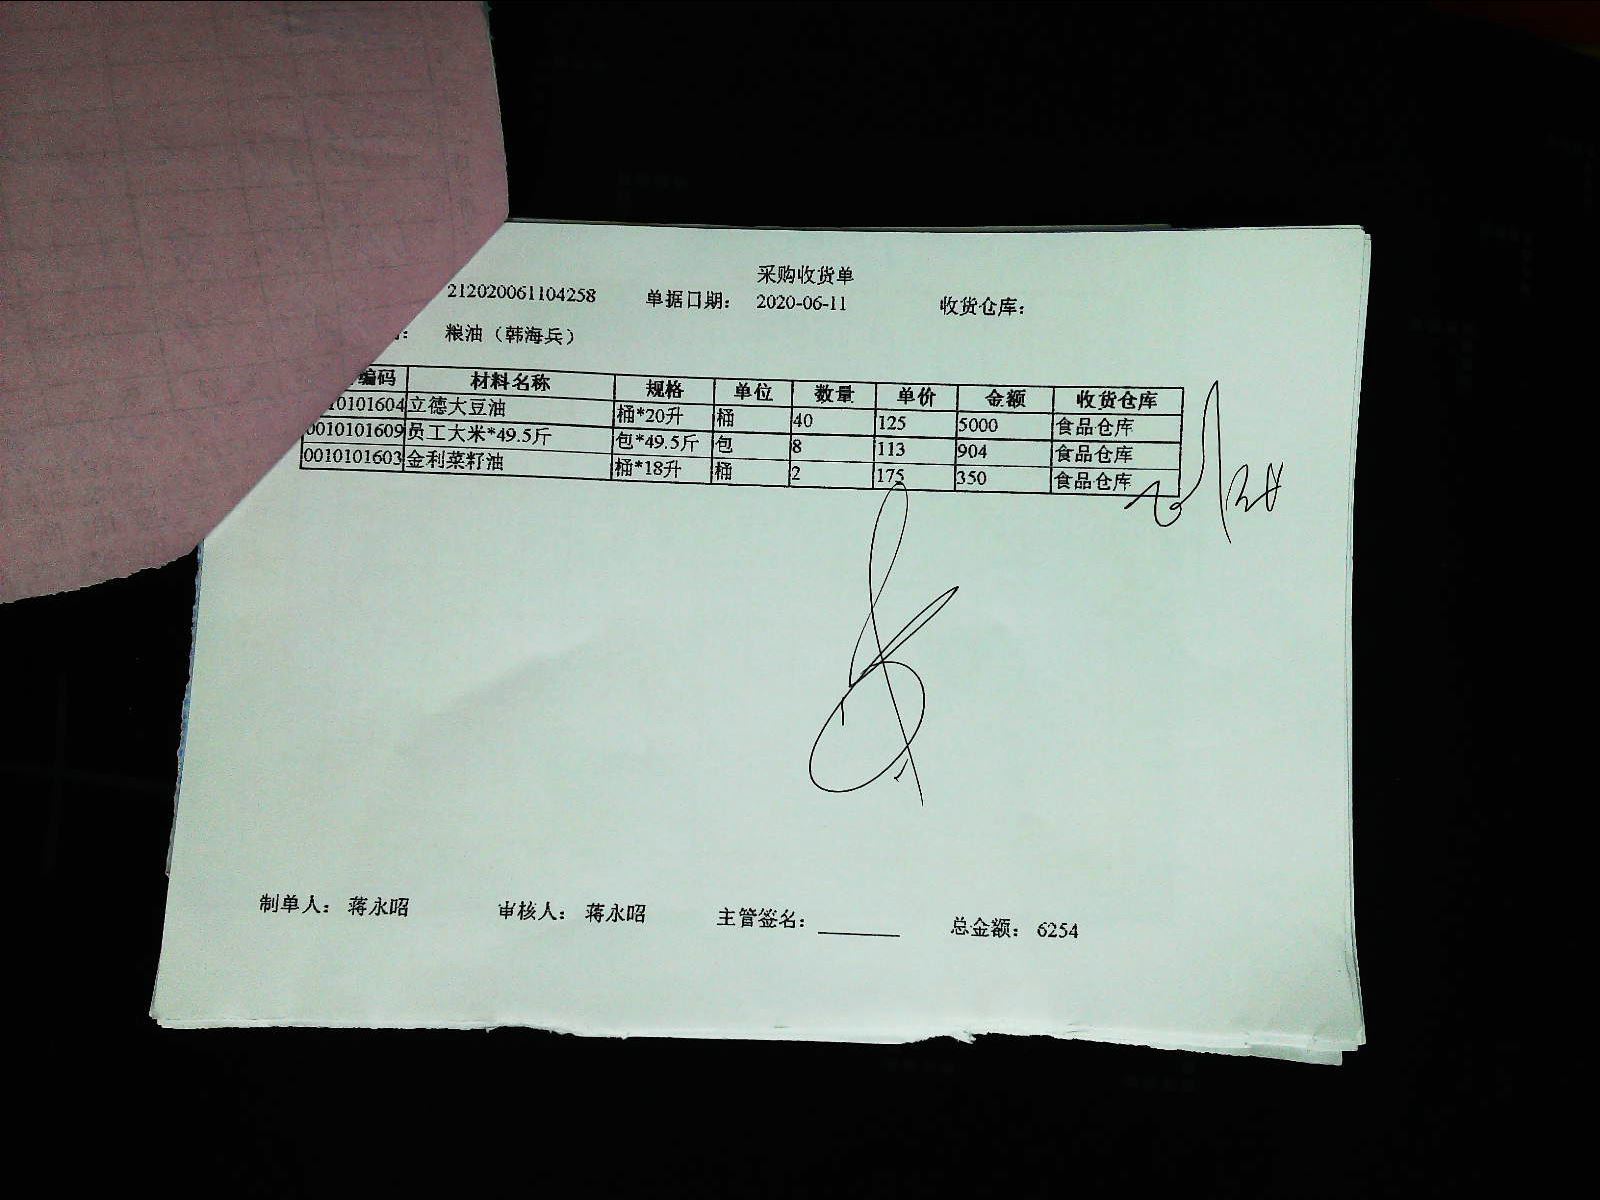 采购收货单
212020061104258 单据日期： 2020-06-11 收货仓库：
粮油（韩海兵）
编码 材料名称 规格 单位 数量 单价 金额 收货仓库
10101604 立德大豆油 桶*20升 桶 40 125 5000 食品仓库
0010101609 员工大米*49.5斤 包*49.5斤 包 8 113 904 食品仓库
0010101603 金利菜籽油 桶*18升 桶 2 175 350 食品仓库
制单人： 蒋永昭 审核人： 蒋永昭 主管签名： 总金额： 6254